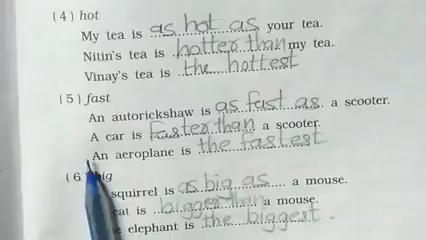 (4) hot
My tea is as hot as your tea.
Nitin's tea is hotter than my tea.
Vinay's tea is the hottest
(5) fast
An autorickshaw is as fast as a scooter.
A car is faster than a scooter.
An aeroplane is the fastest
(6 big
squirrel is as big as a mouse.
cat is bigger than a mouse.
elephant is the biggest.